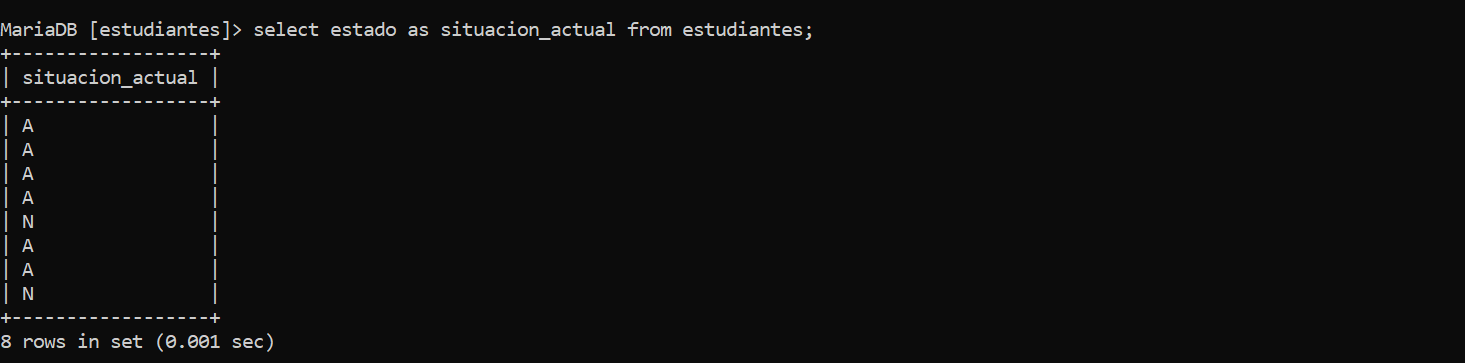 MariaDB [estudiantes]> select estado as situacion_actual from estudiantes;
+------------------+
| situacion_actual |
+------------------+
| A                |
| A                |
| A                |
| A                |
| N                |
| A                |
| A                |
| N                |
+------------------+
8 rows in set (0.001 sec)